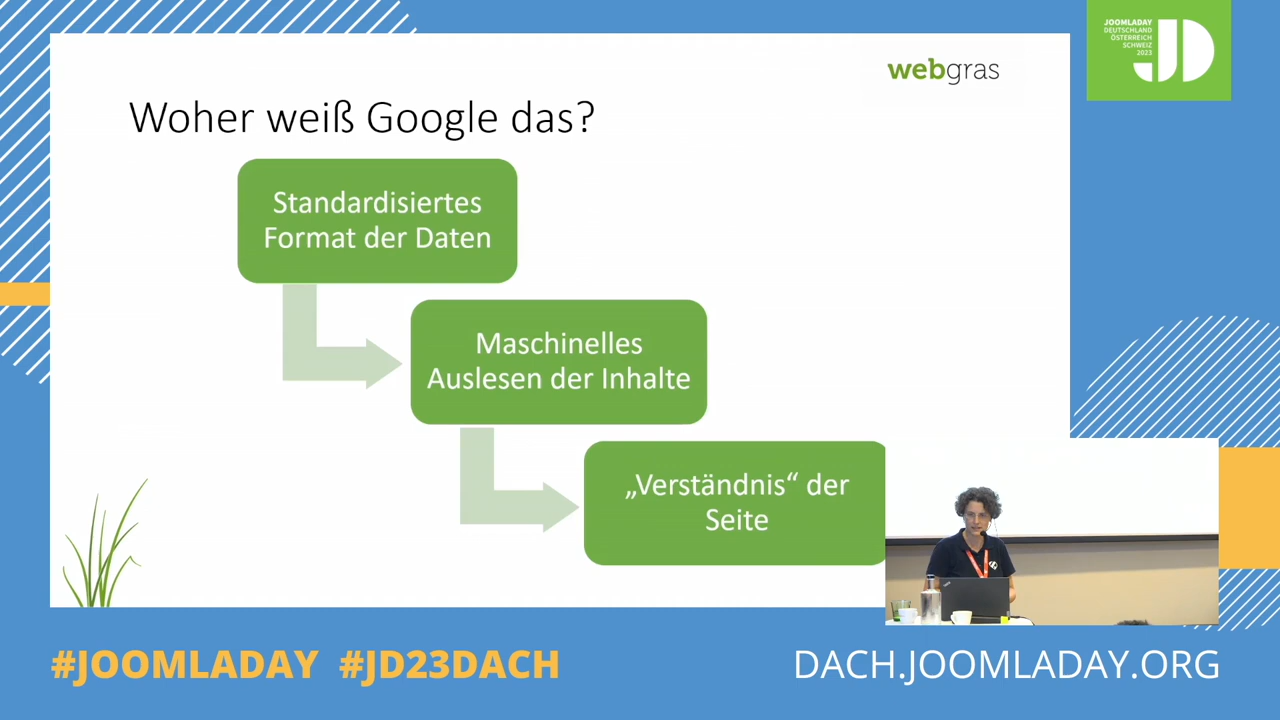 JOOMLADAY
DEUTSCHLAND
ÖSTERREICH
SCHWEIZ
2023
JD
webgras
Woher weiß Google das?
Standardisiertes
Format der Daten
Maschinelles
Auslesen der Inhalte
„Verständnis“ der
Seite
#JOOMLADAY #JD23DACH
DACH.JOOMLADAY.ORG